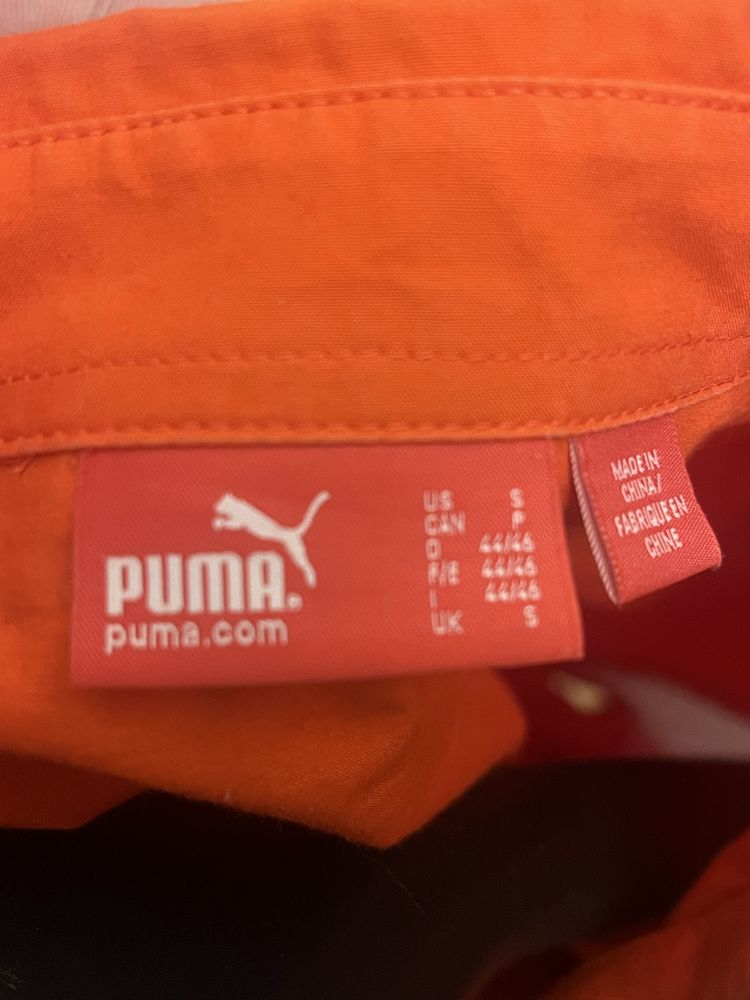 PUMA.
puma.com
US S
CAN P
D 44/46
F/E 44/46
I 44/46
UK S
MADE IN
CHINA/
FABRIQUE EN
CHINE